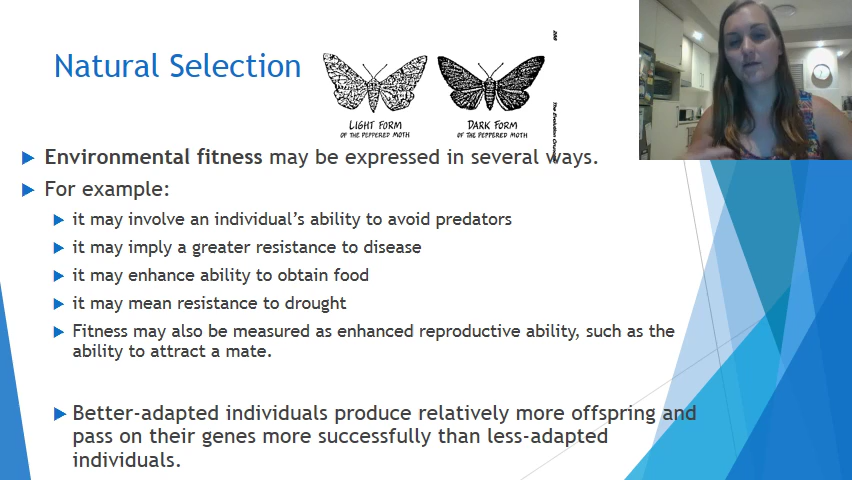 Natural Selection
LIGHT FORM
OF THE PEPPERED MOTH
DARK FORM
OF THE PEPPERED MOTH
Environmental fitness may be expressed in several ways.
For example:
it may involve an individual's ability to avoid predators
it may imply a greater resistance to disease
it may enhance ability to obtain food
it may mean resistance to drought
Fitness may also be measured as enhanced reproductive ability, such as the
ability to attract a mate.
Better-adapted individuals produce relatively more offspring and
pass on their genes more successfully than less-adapted
individuals.